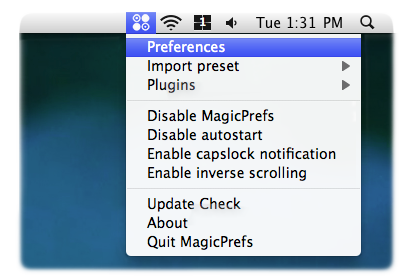 1 Tue 1:31 PM
Preferences
Import preset
Plugins
Disable MagicPrefs
Disable autostart
Enable capslock notification
Enable inverse scrolling
Update Check
About
Quit MagicPrefs